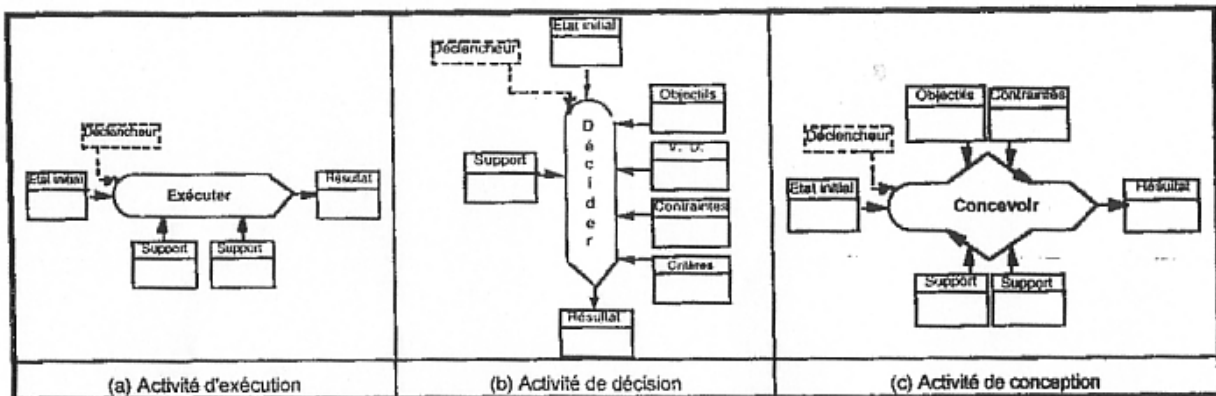 Déclencheur
Etat initial
Exécuter
Résultat
Support
Support
(a) Activité d'exécution
Etat initial
Déclencheur
Objectifs
Décider
V. D.
Support
Contraintes
Critères
Résultat
(b) Activité de décision
Objectifs
Contraintes
Déclencheur
Etat initial
Concevoir
Résultat
Support
Support
(c) Activité de conception